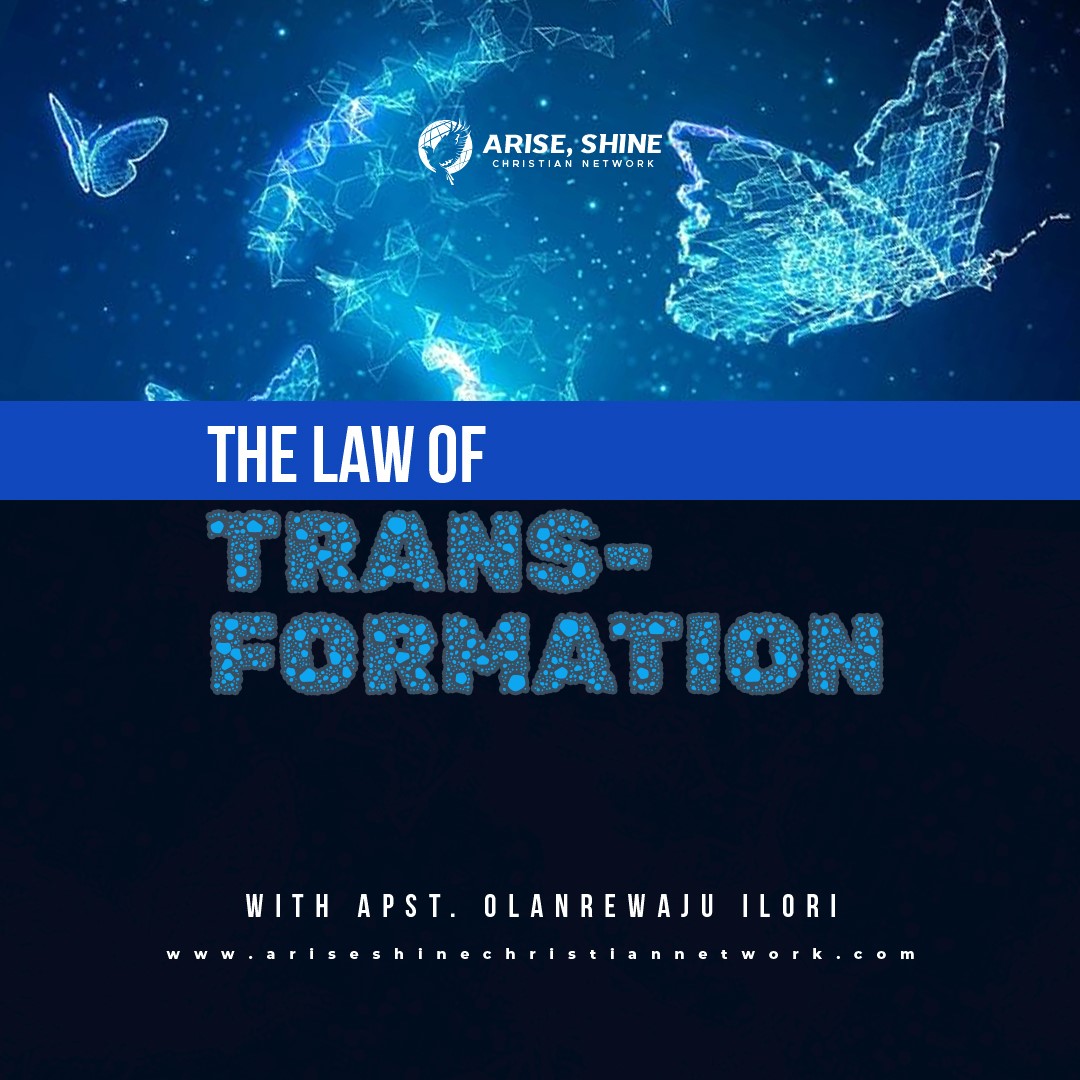 ARISE, SHINE
CHRISTIAN NETWORK
THE LAW OF
TRANS-
FORMATION
WITH APST. OLANREWAJU ILORI
www.ariseshinechristiannetwork.com